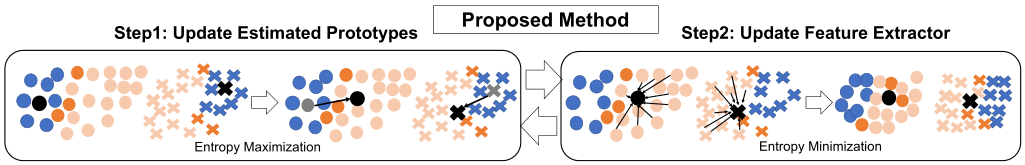 Proposed Method
Step1: Update Estimated Prototypes
Step2: Update Feature Extractor
Entropy Maximization
Entropy Minimization